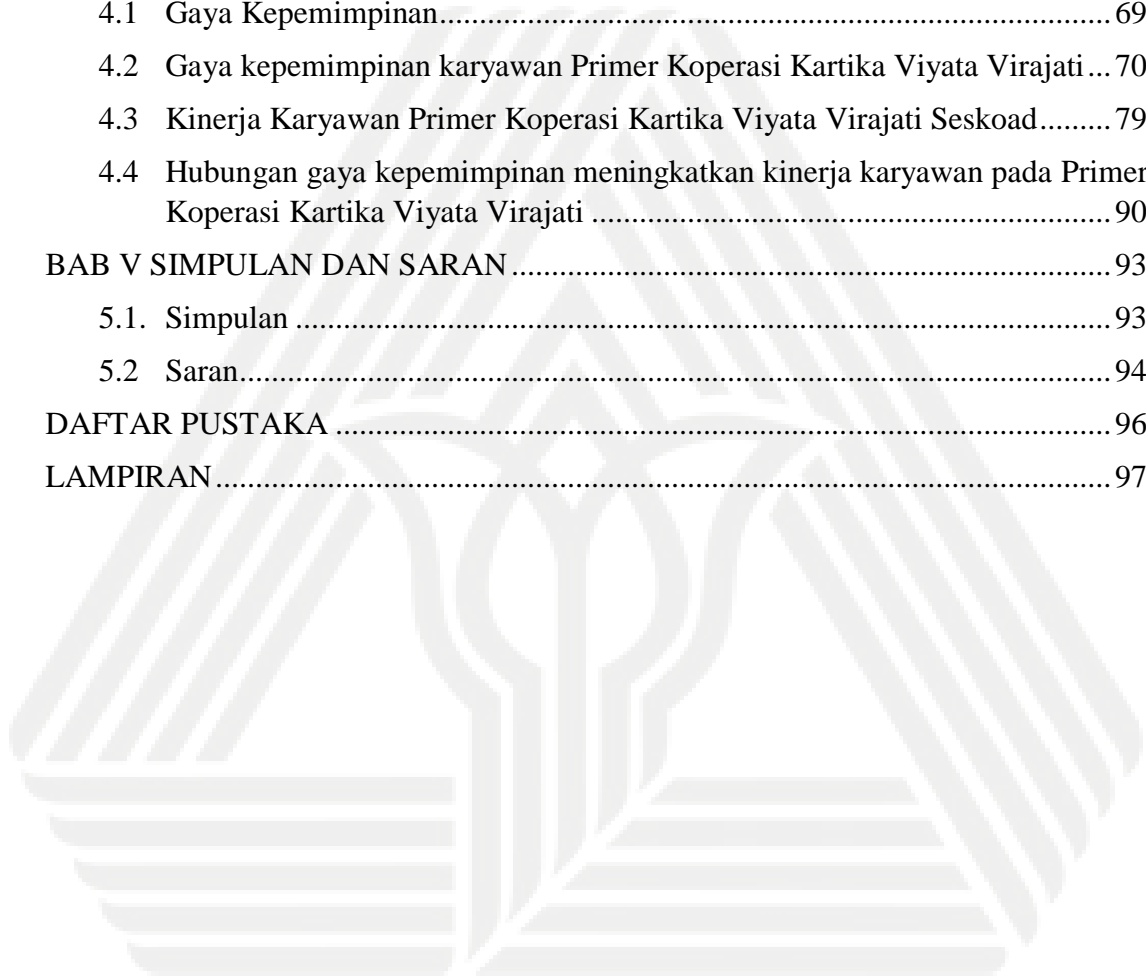 4.1 Gaya Kepemimpinan.......................................................................................... 69
4.2 Gaya kepemimpinan karyawan Primer Koperasi Kartika Viyata Virajati... 70
4.3 Kinerja Karyawan Primer Koperasi Kartika Viyata Virajati Seskoad......... 79
4.4 Hubungan gaya kepemimpinan meningkatkan kinerja karyawan pada Primer
Koperasi Kartika Viyata Virajati ...................................................................... 90
BAB V SIMPULAN DAN SARAN................................................................................ 93
5.1. Simpulan ............................................................................................................ 93
5.2 Saran.................................................................................................................... 94
DAFTAR PUSTAKA ....................................................................................................... 96
LAMPIRAN....................................................................................................................... 97